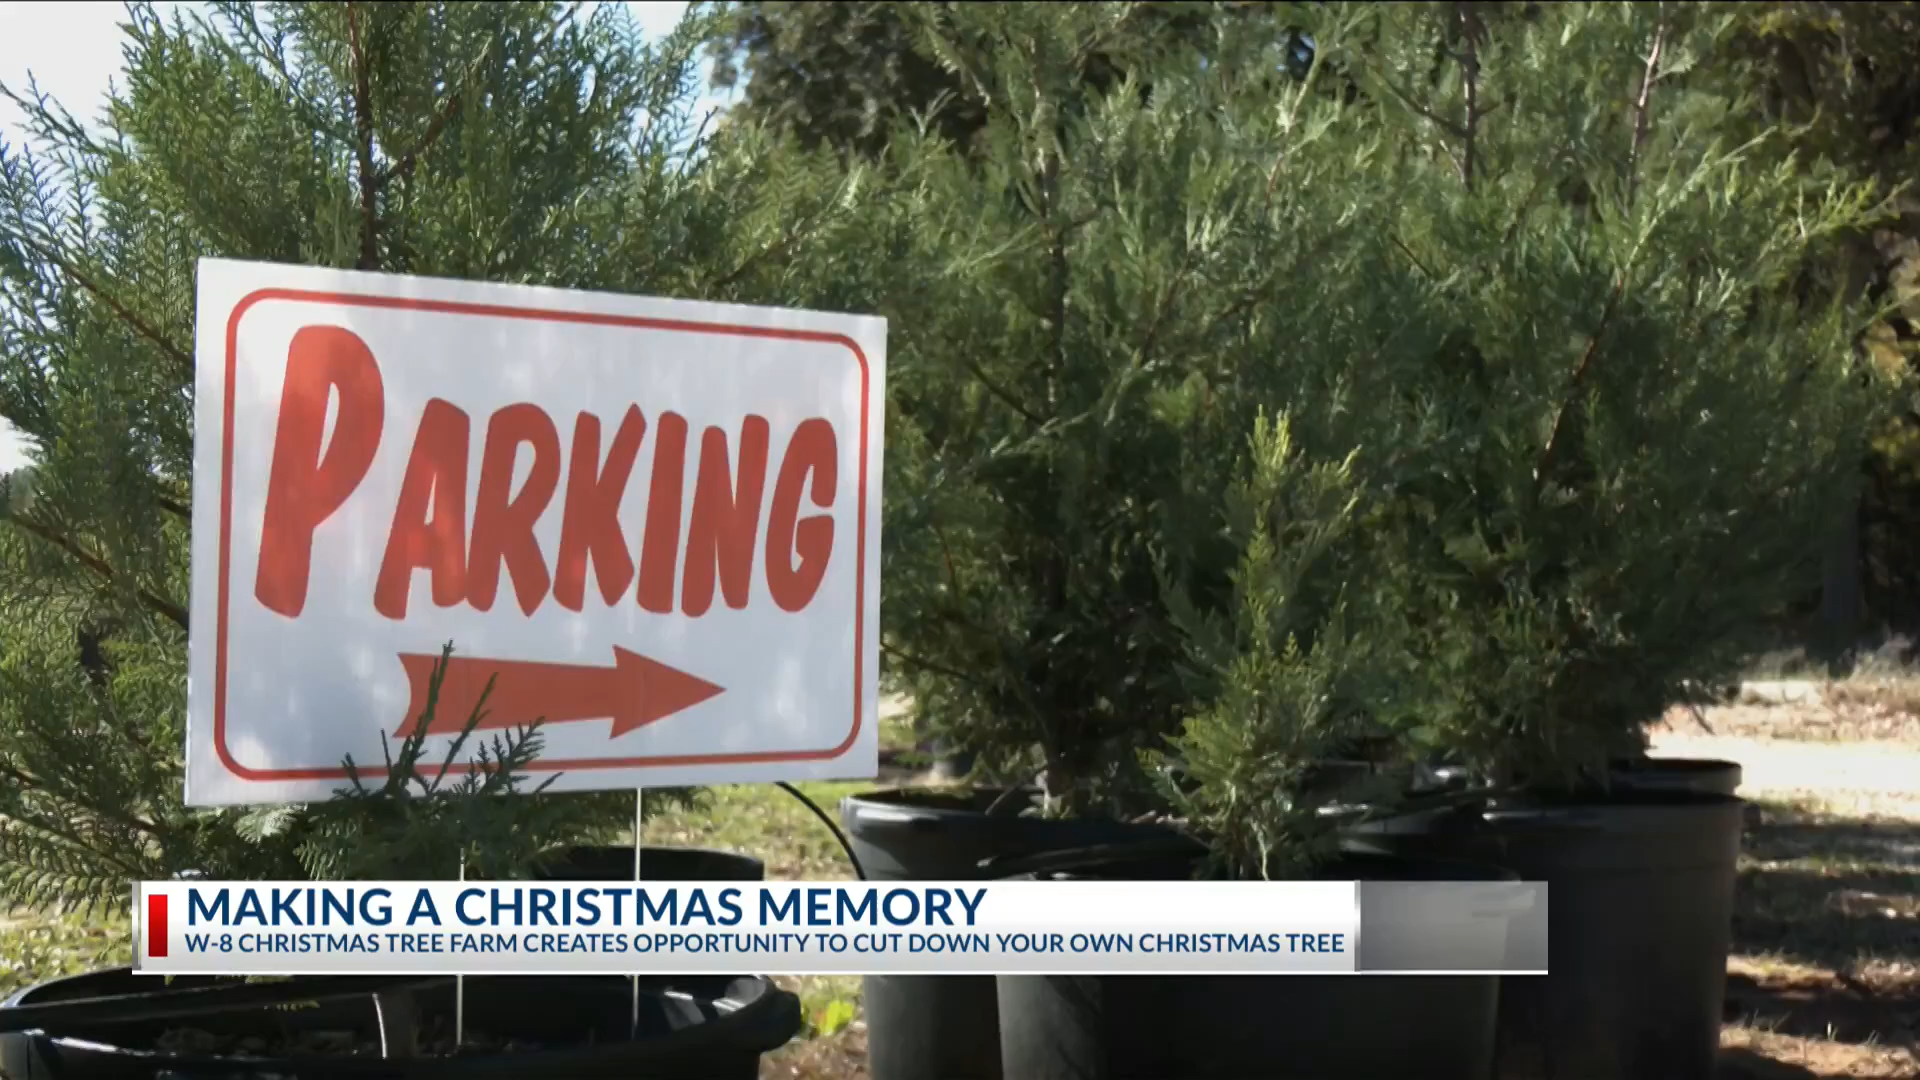 PARKING
MAKING A CHRISTMAS MEMORY
W-8 CHRISTMAS TREE FARM CREATES OPPORTUNITY TO CUT DOWN YOUR OWN CHRISTMAS TREE